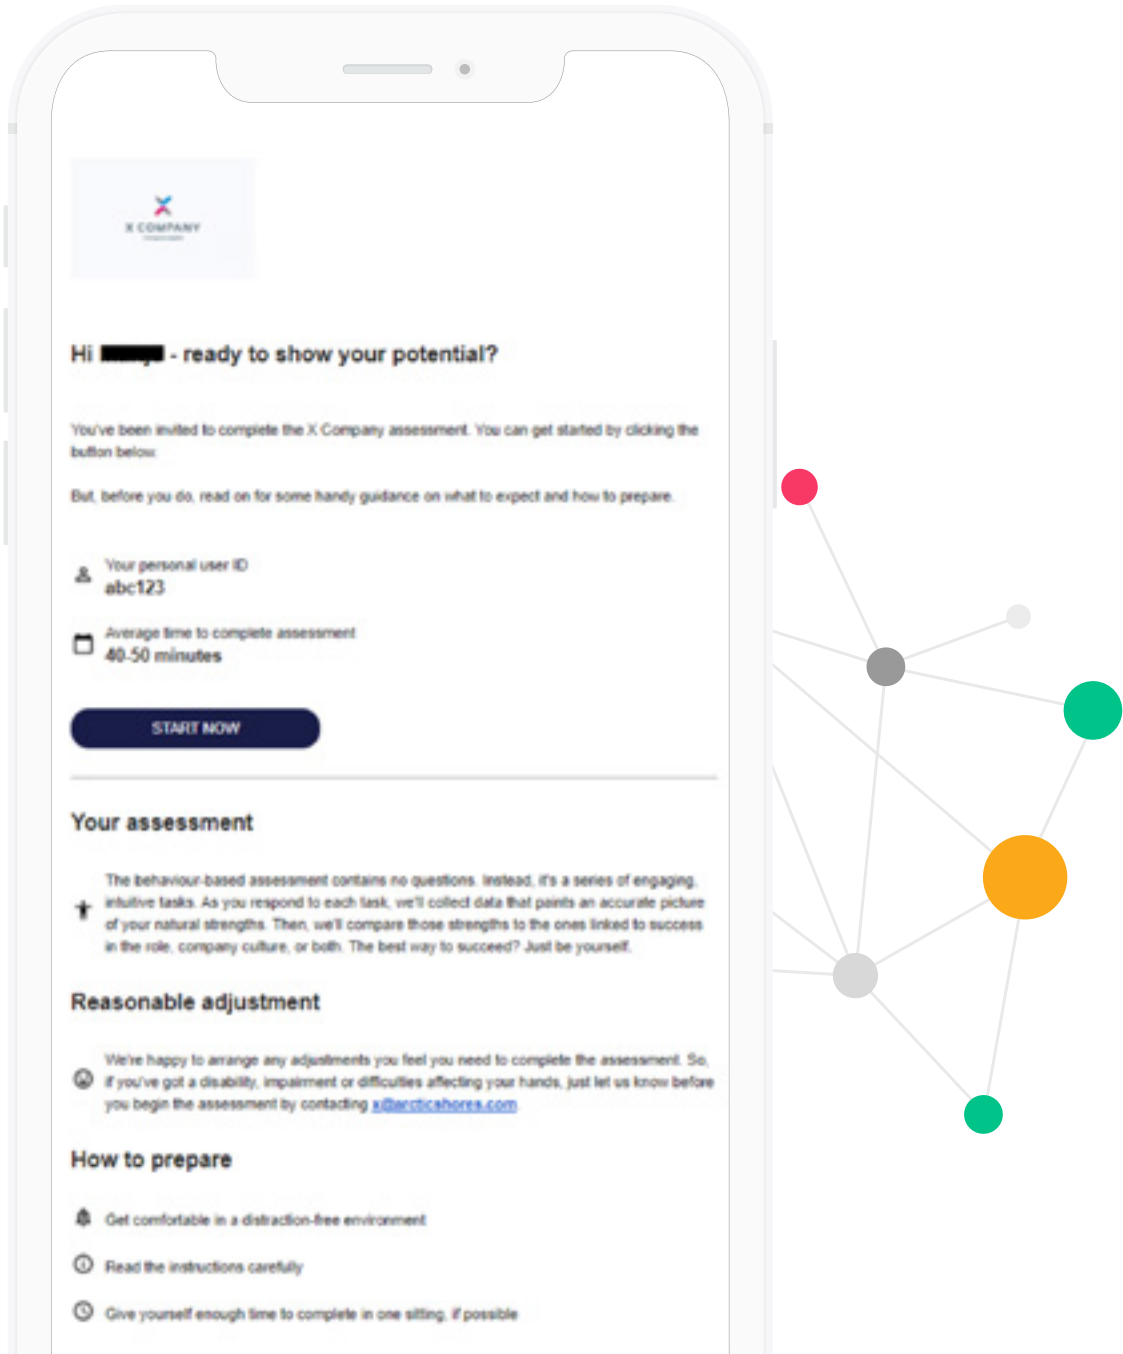 X COMPANY
Hi - ready to show your potential?
You've been invited to complete the X Company assessment. You can get started by clicking the
button below.
But, before you do, read on for some handy guidance on what to expect and how to prepare.
Your personal user ID
abc123
Average time to complete assessment
40-50 minutes
START NOW
Your assessment
The behaviour-based assessment contains no questions. Instead, it's a series of engaging,
intuitive tasks. As you respond to each task, we'll collect data that paints an accurate picture
of your natural strengths. Then, we'll compare those strengths to the ones linked to success
in the role, company culture, or both. The best way to succeed? Just be yourself.
Reasonable adjustment
We're happy to arrange any adjustments you feel you need to complete the assessment. So,
if you've got a disability, impairment or difficulties affecting your hands, just let us know before
you begin the assessment by contacting x@arcticshores.com.
How to prepare
Get comfortable in a distraction-free environment
Read the instructions carefully
Give yourself enough time to complete in one sitting, if possible